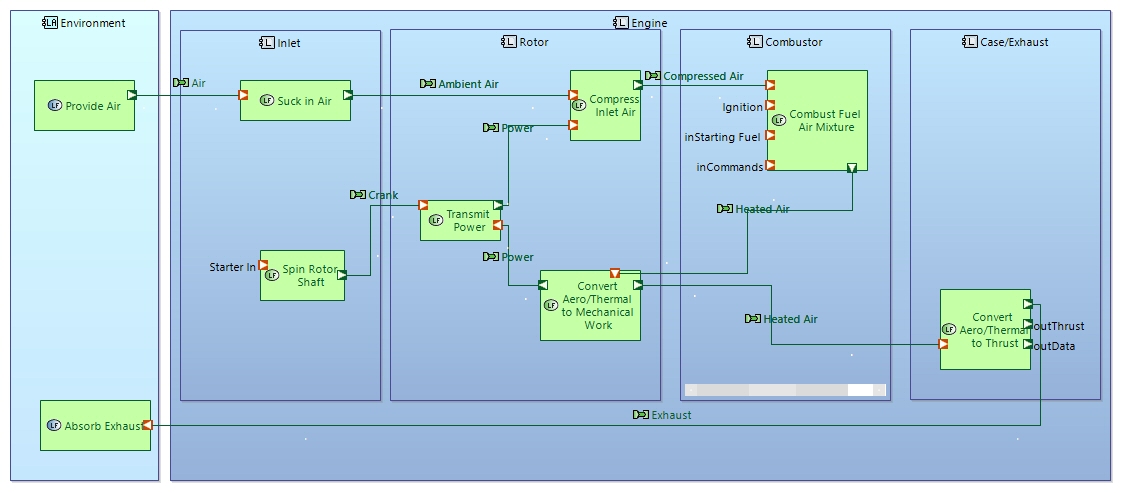 LA Environment
L Engine
L Inlet
L Rotor
L Combustor
L Case/Exhaust
Air
Ambient Air
Compressed Air
LF Provide Air
LF Suck in Air
LF Compress
Inlet Air
Ignition
LF Combust Fuel
Air Mixture
Power
inStarting Fuel
inCommands
Crank
Heated Air
LF Transmit
Power
Power
Starter In
LF Spin Rotor
Shaft
LF Convert
Aero/Thermal
to Mechanical
Work
Heated Air
LF Convert
Aero/Thermal
to Thrust
outThrust
outData
Exhaust
LF Absorb Exhaust